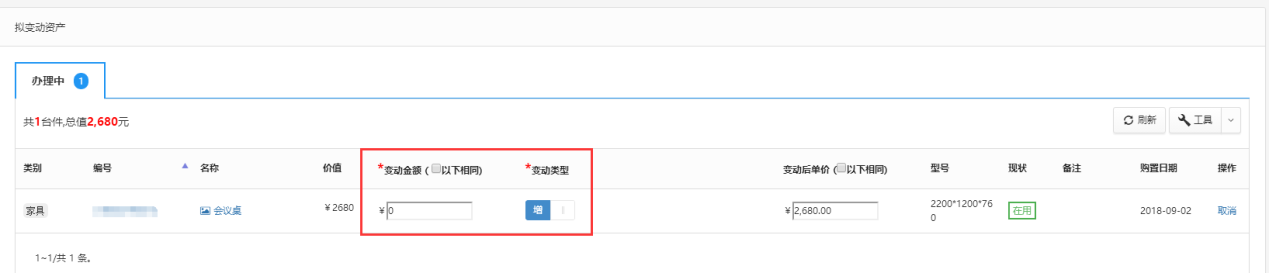 拟变动资产
办理中 1
共1台件,总值2,680元
刷新 工具
类别 编号 名称 价值 *变动金额 (以下相同) *变动类型 变动后单价 (以下相同) 型号 现状 备注 购置日期 操作
家具 会议桌 ¥ 2680 ¥ 0 增 ¥ 2,680.00 2200*1200*76 在用 2018-09-02 取消
0
1~1/共 1 条。